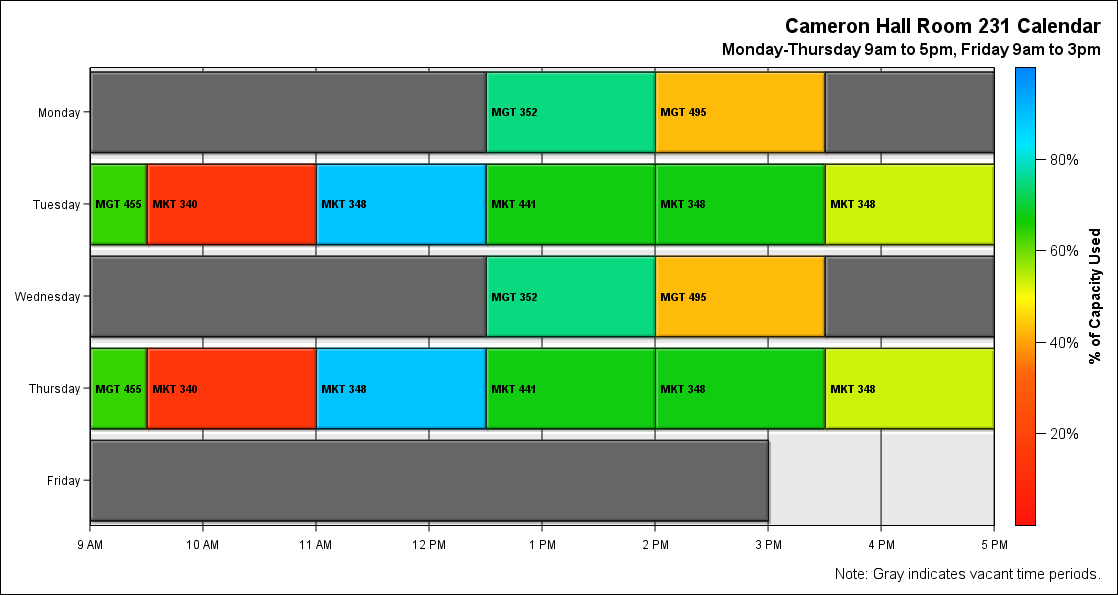 Cameron Hall Room 231 Calendar
Monday-Thursday 9am to 5pm, Friday 9am to 3pm
Monday
MGT 352
MGT 495
80%
Tuesday
MGT 455
MKT 340
MKT 348
MKT 441
MKT 348
MKT 348
60%
% of Capacity Used
Wednesday
MGT 352
MGT 495
40%
Thursday
MGT 455
MKT 340
MKT 348
MKT 441
MKT 348
MKT 348
20%
Friday
9 AM
10 AM
11 AM
12 PM
1 PM
2 PM
3 PM
4 PM
5 PM
Note: Gray indicates vacant time periods.